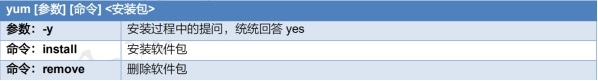 yum [参数] [命令] <安装包>
参数：-y 安装过程中的提问，统统回答 yes
命令：install 安装软件包
命令：remove 删除软件包